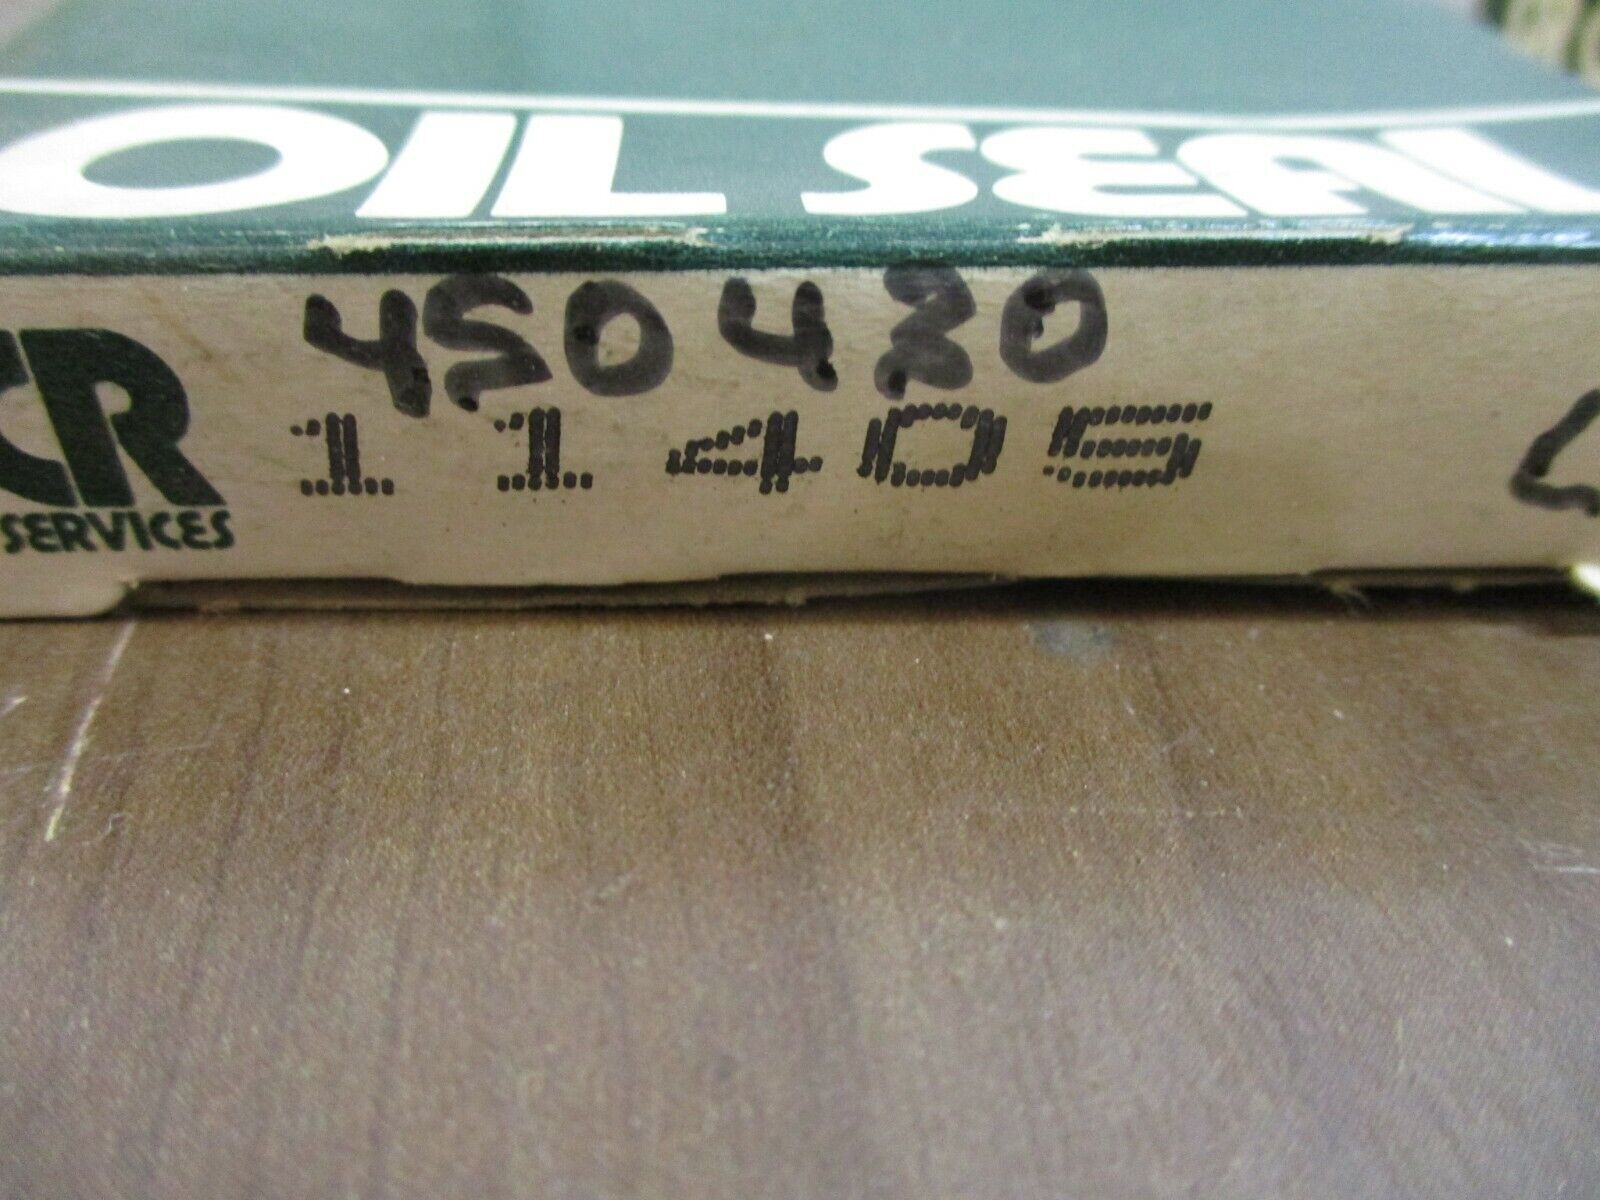 OIL SEAL
450420
CR 11405
SERVICES